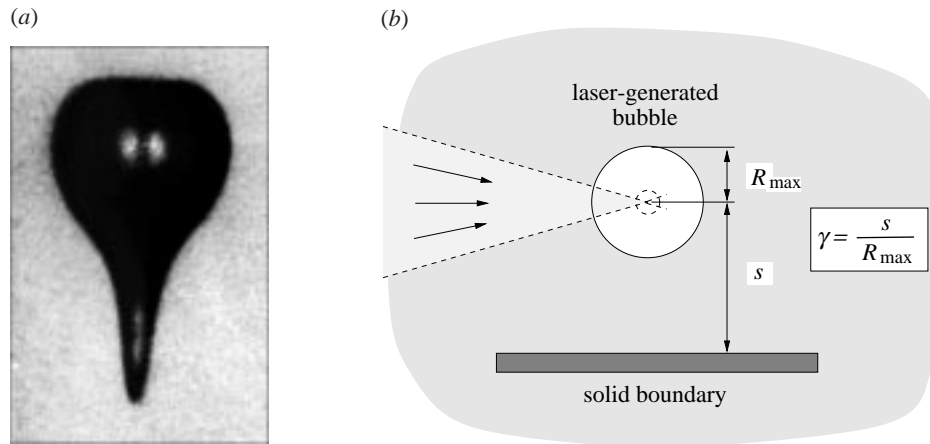 (a)
(b)
laser-generated
bubble
R max
s
γ = s / R max
solid boundary